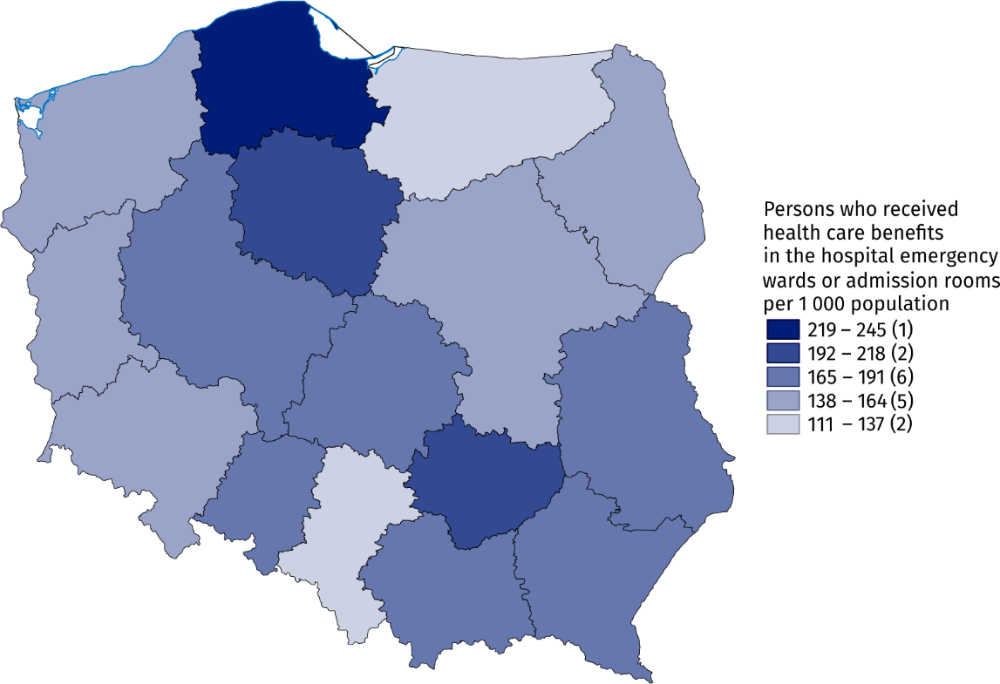 Persons who received
health care benefits
in the hospital emergency
wards or admission rooms
per 1 000 population
219 – 245 (1)
192 – 218 (2)
165 – 191 (6)
138 – 164 (5)
111 – 137 (2)